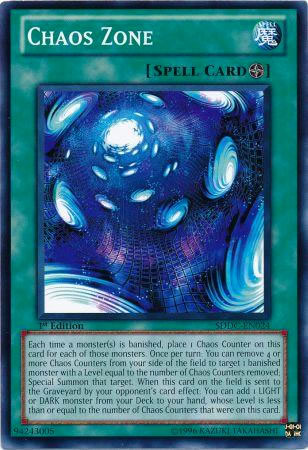 CHAOS ZONE
魔
[SPELL CARD]
1st Edition
SDDC-EN024
Each time a monster(s) is banished, place 1 Chaos Counter on
this card for each of those monsters. Once per turn: You can remove 4
or more Chaos Counters from your side of the field to target 1 banished
monster with a Level equal to the number of Chaos Counters removed;
Special Summon that target. When this card on the field is sent
to the Graveyard by your opponent's card effect: You can add 1 LIGHT
or DARK monster from your Deck to your hand, whose Level is less
than or equal to the number of Chaos Counters that were on this card.
94243005
©1996 KAZUKI TAKAHASHI